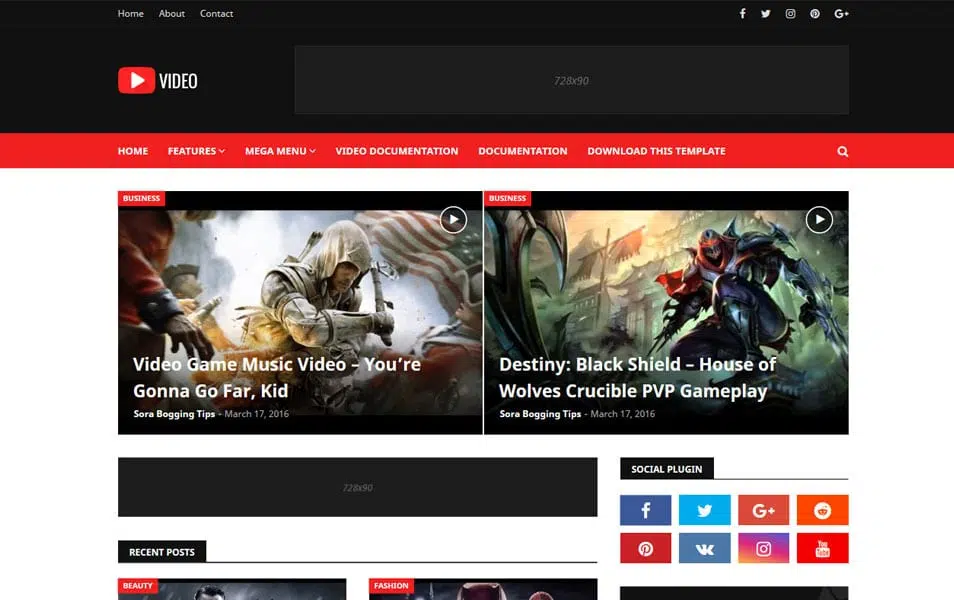 Home About Contact
VIDEO
728x90
HOME FEATURES MEGA MENU VIDEO DOCUMENTATION DOCUMENTATION DOWNLOAD THIS TEMPLATE
BUSINESS
Video Game Music Video – You’re
Gonna Go Far, Kid
Sora Bogging Tips - March 17, 2016
BUSINESS
Destiny: Black Shield – House of
Wolves Crucible PVP Gameplay
Sora Bogging Tips - March 17, 2016
728x90
SOCIAL PLUGIN
G+
You
Tube
RECENT POSTS
BEAUTY
FASHION